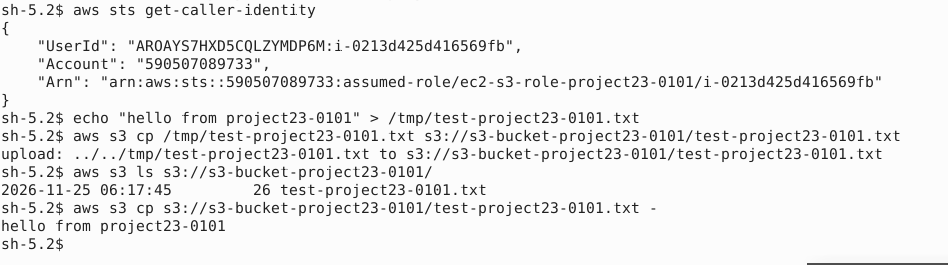 sh-5.2$ aws sts get-caller-identity
{
    "UserId": "AROAYS7HXD5CQLZYMDP6M:i-0213d425d416569fb",
    "Account": "590507089733",
    "Arn": "arn:aws:sts::590507089733:assumed-role/ec2-s3-role-project23-0101/i-0213d425d416569fb"
}
sh-5.2$ echo "hello from project23-0101" > /tmp/test-project23-0101.txt
sh-5.2$ aws s3 cp /tmp/test-project23-0101.txt s3://s3-bucket-project23-0101/test-project23-0101.txt
upload: ../../tmp/test-project23-0101.txt to s3://s3-bucket-project23-0101/test-project23-0101.txt
sh-5.2$ aws s3 ls s3://s3-bucket-project23-0101/
2026-11-25 06:17:45         26 test-project23-0101.txt
sh-5.2$ aws s3 cp s3://s3-bucket-project23-0101/test-project23-0101.txt -
hello from project23-0101
sh-5.2$